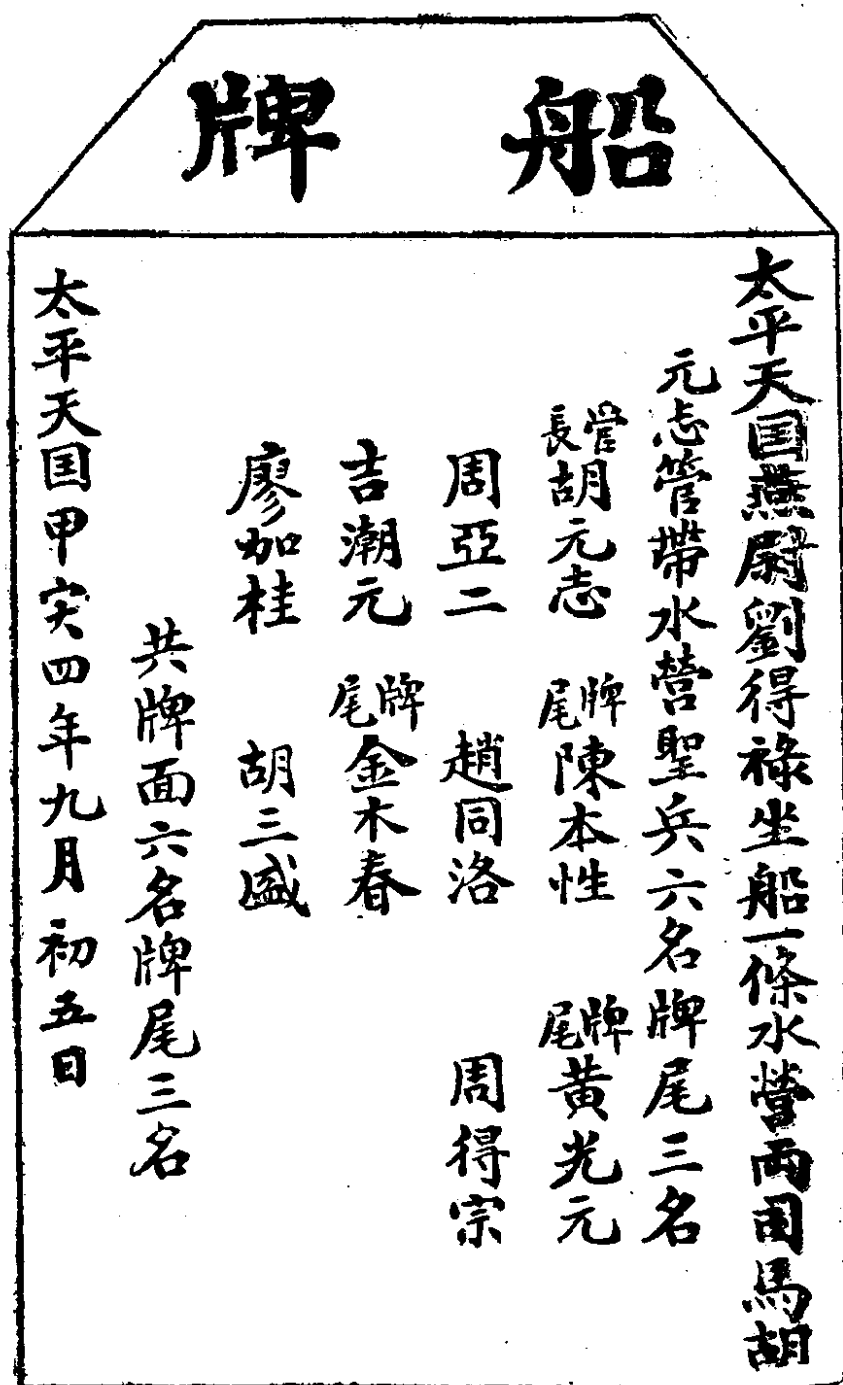 船牌
太平天囯燕尉劉得祿坐船一條水營兩司馬胡
元志管帶水營聖兵六名牌尾三名
管長胡元志 牌尾陳本性 牌尾黃光元
周亞二 趙同洛 周得宗
吉潮元 牌尾金木春
廖加桂 胡三盛
共牌面六名牌尾三名
太平天囯甲寅四年九月初五日